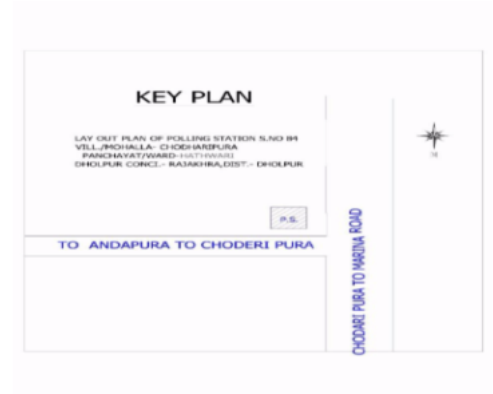 KEY PLAN
LAY OUT PLAN OF POLLING STATION S.NO 84
VILL./MOHALLA- CHODHARIPURA
PANCHAYAT/WARD-HATHWARI
DHOLPUR CONCI.- RAJAKHRA,DIST.- DHOLPUR
P.S.
TO ANDAPURA TO CHODERI PURA
CHODARI PURA TO MARINA ROAD
N